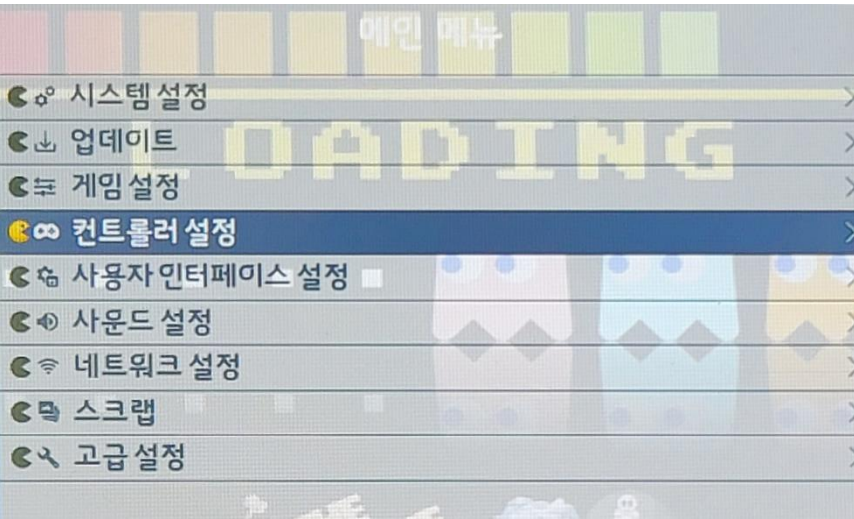 메인 메뉴
시스템 설정
업데이트
LOADING
게임 설정
컨트롤러 설정
사용자 인터페이스 설정
사운드 설정
네트워크 설정
스크랩
고급 설정